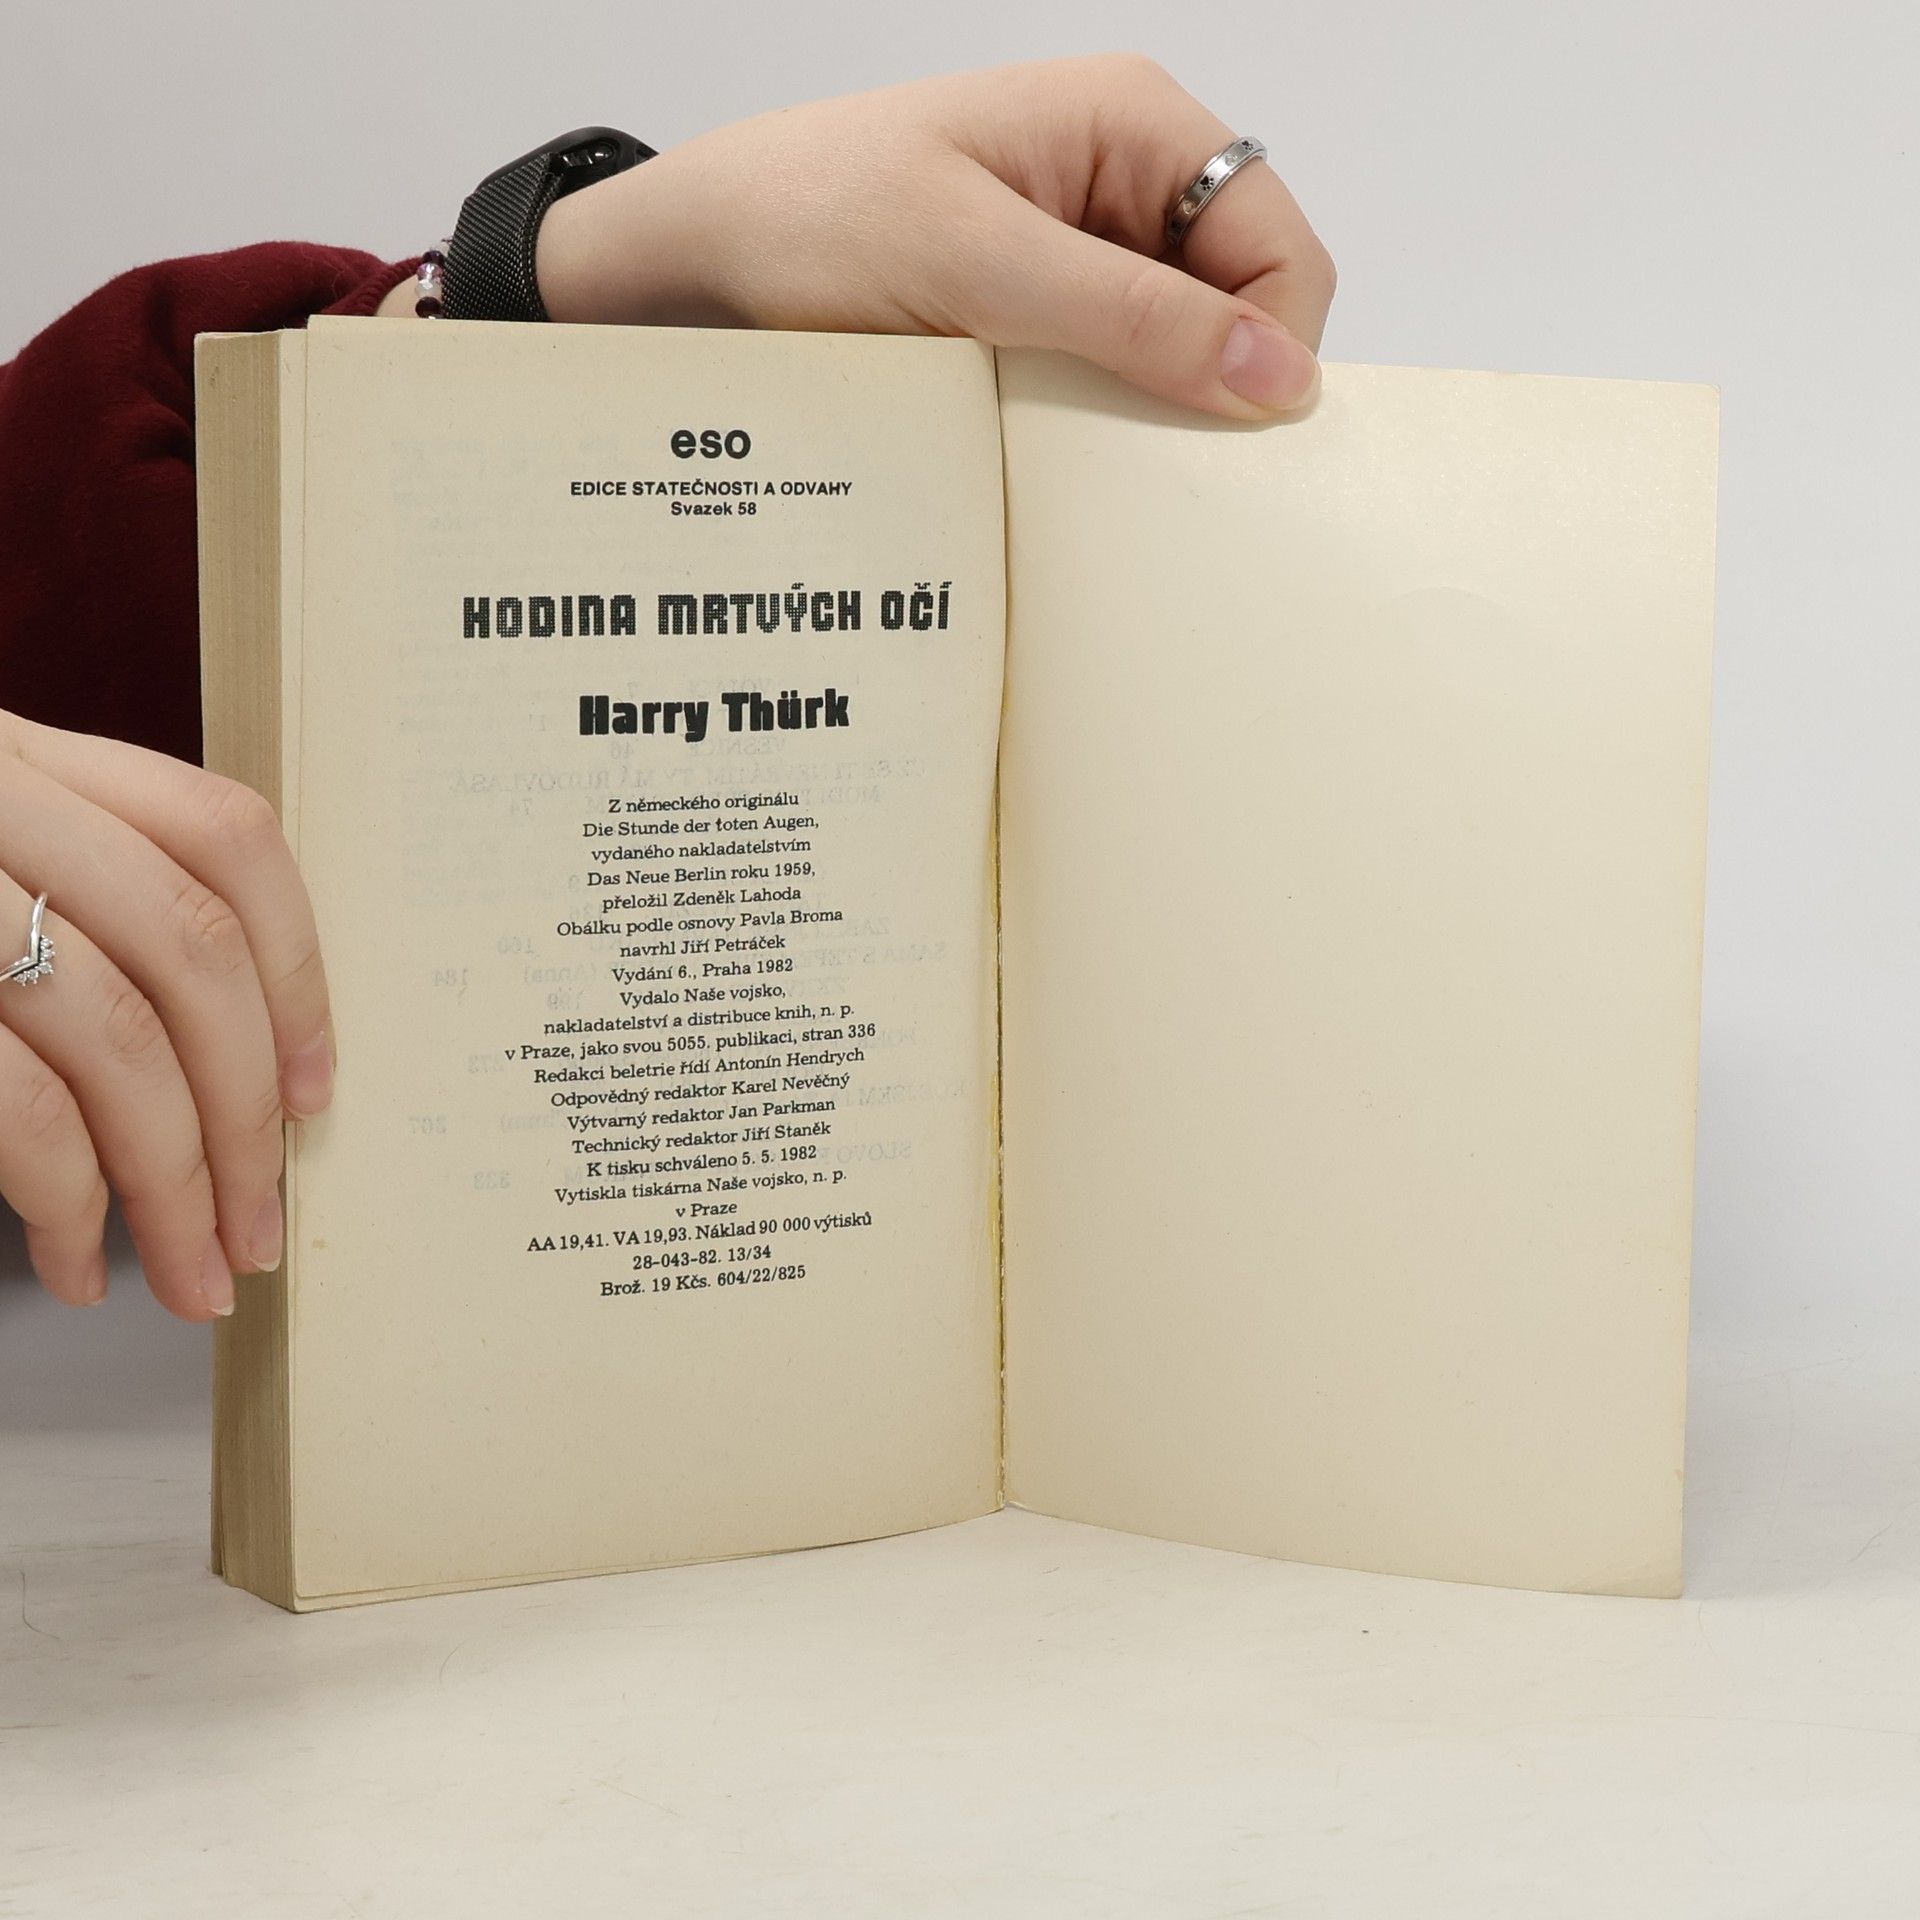 eso
EDICE STATEČNOSTI A ODVAHY
Svazek 58
HODINA MRTVÝCH OČÍ
Harry Thürk
Z německého originálu
Die Stunde der toten Augen,
vydaného nakladatelstvím
Das Neue Berlin roku 1959,
přeložil Zdeněk Lahoda
Obálku podle osnovy Pavla Broma
navrhl Jiří Petráček
Vydání 6., Praha 1982
Vydalo Naše vojsko,
nakladatelství a distribuce knih, n. p.
v Praze, jako svou 5055. publikaci, stran 336
Redakci beletrie řídí Antonín Hendrych
Odpovědný redaktor Karel Nevěčný
Výtvarný redaktor Jan Parkman
Technický redaktor Jiří Staněk
K tisku schváleno 5. 5. 1982
Vytiskla tiskárna Naše vojsko, n. p.
v Praze
AA 19,41. VA 19,93. Náklad 90 000 výtisků
28-043-82. 13/34
Brož. 19 Kčs. 604/22/825